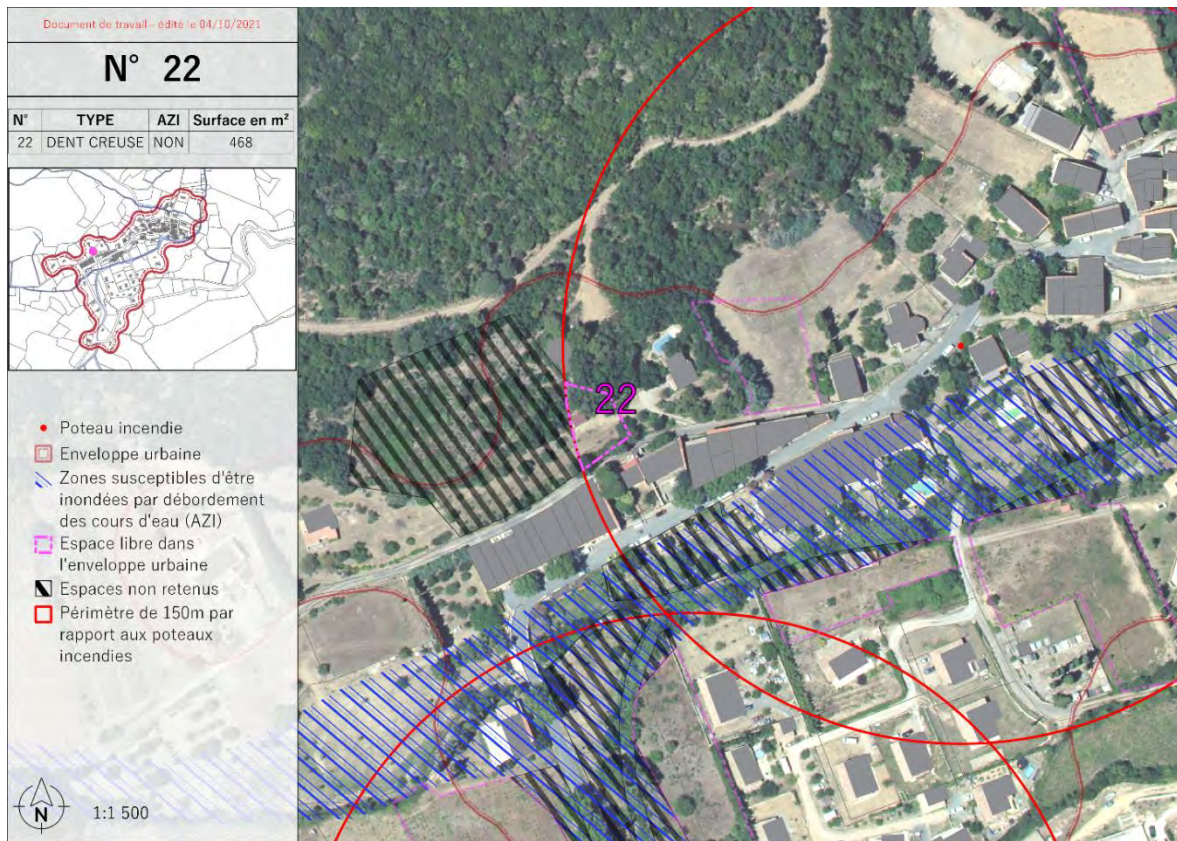 Document de travail - édité le 04/10/2021
N° 22
N° TYPE AZI Surface en m²
22 DENT CREUSE NON 468
22
Poteau incendie
Enveloppe urbaine
Zones susceptibles d'être
inondées par débordement
des cours d'eau (AZI)
Espace libre dans
l'enveloppe urbaine
Espaces non retenus
Périmètre de 150m par
rapport aux poteaux
incendies
N
1:1 500